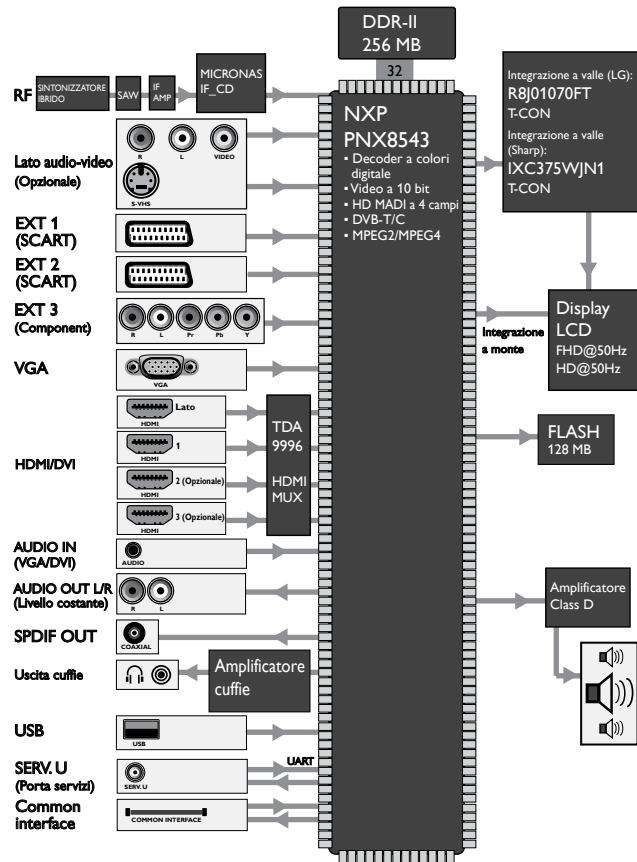 DDR-II
256 MB
32
RF
SINTONIZZATORE
IBRIDO
SAW
IF
AMP
MICRONAS
IF_CD
NXP
PNX8543
▪ Decoder a colori
digitale
▪ Video a 10 bit
▪ HD MADI a 4 campi
▪ DVB-T/C
▪ MPEG2/MPEG4
Integrazione a valle (LG):
R8J01070FT
T-CON
Integrazione a valle
(Sharp):
IXC375WJN1
T-CON
Lato audio-video
(Opzionale)
R
L
VIDEO
S-VHS
EXT 1
(SCART)
EXT 2
(SCART)
EXT 3
(Component)
R
L
Pr
Pb
Y
Integrazione
a monte
Display
LCD
FHD@50Hz
HD@50Hz
VGA
VGA
HDMI/DVI
Lato
HDMI
1
HDMI
2 (Opzionale)
HDMI
3 (Opzionale)
HDMI
TDA
9996
HDMI
MUX
FLASH
128 MB
AUDIO IN
(VGA/DVI)
AUDIO
AUDIO OUT L/R
(Livello costante)
R
L
Amplificatore
Class D
SPDIF OUT
COAXIAL
Uscita cuffie
Amplificatore
cuffie
USB
USB
SERV. U
(Porta servizi)
SERV. U
UART
Common
interface
COMMON INTERFACE